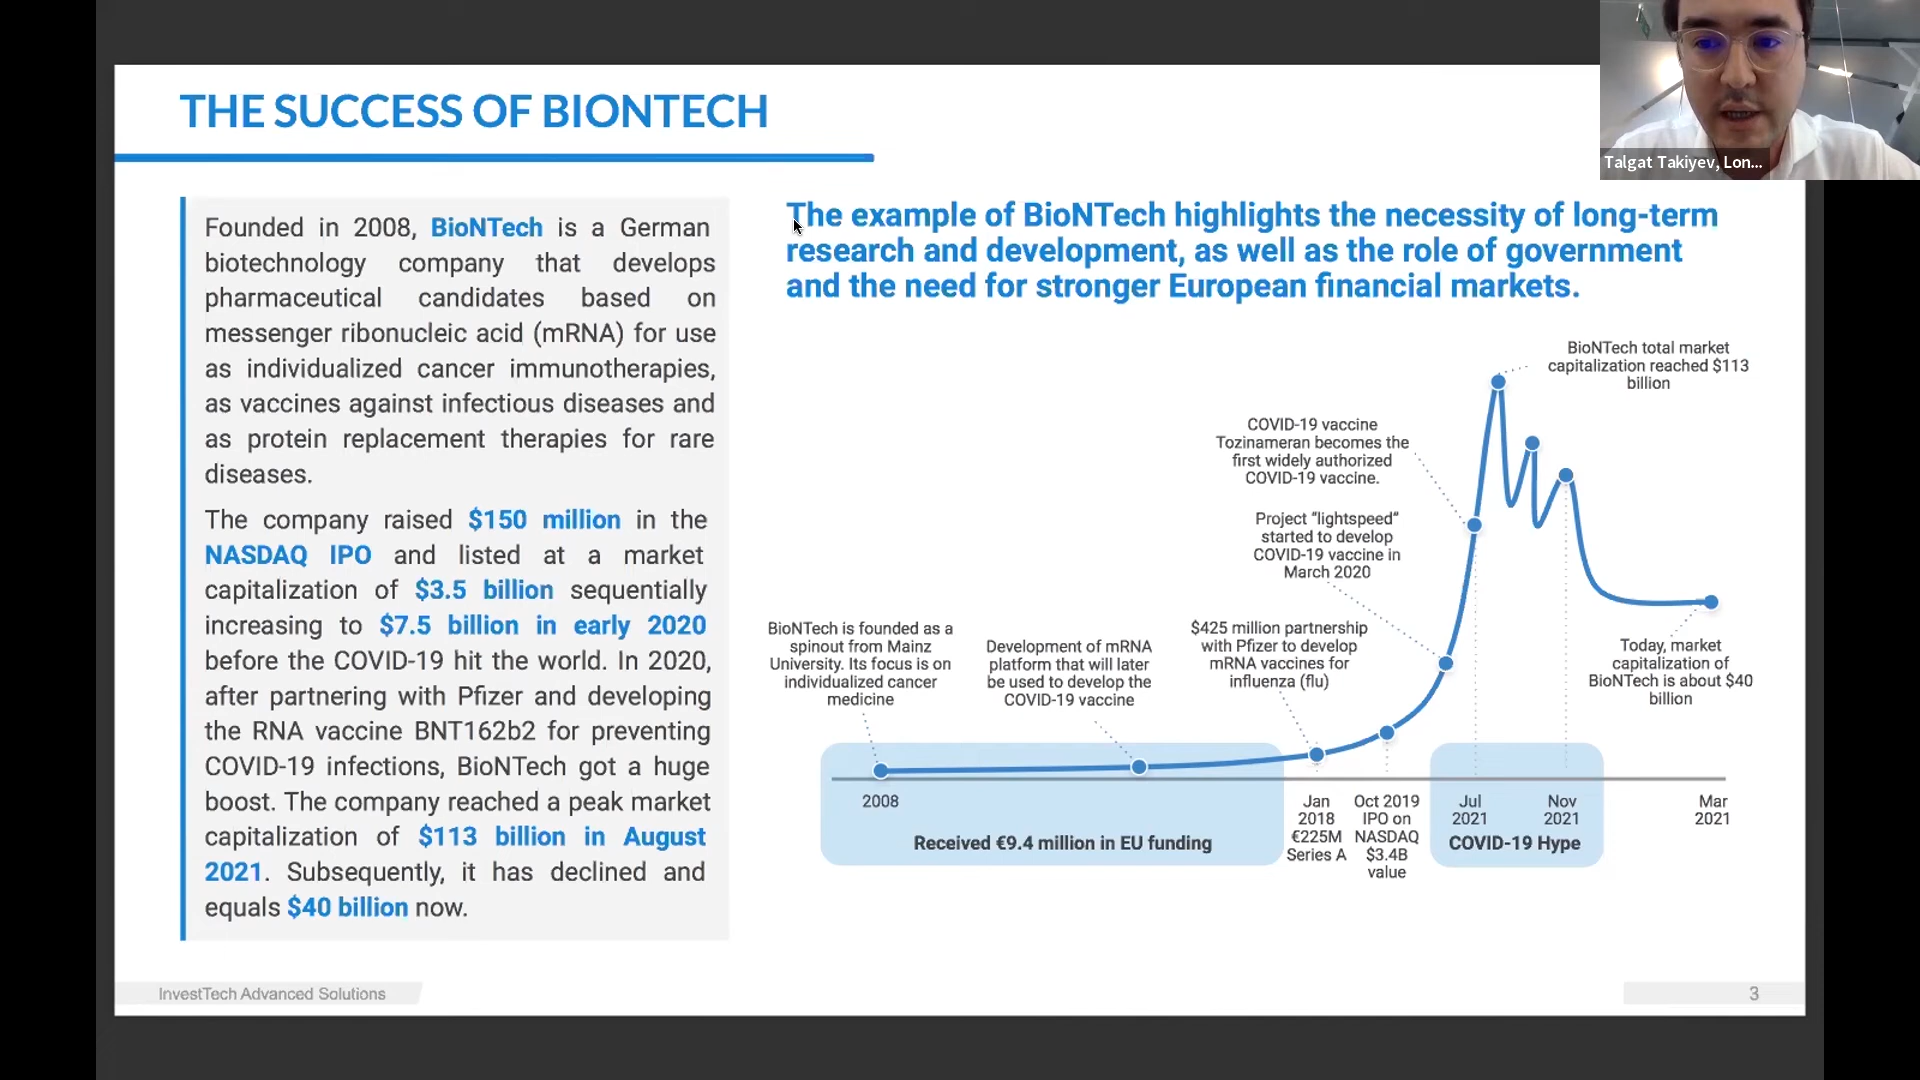 THE SUCCESS OF BIONTECH
Talgat Takiyev, Lon...
Founded in 2008, BioNTech is a German
biotechnology company that develops
pharmaceutical candidates based on
messenger ribonucleic acid (mRNA) for use
as individualized cancer immunotherapies,
as vaccines against infectious diseases and
as protein replacement therapies for rare
diseases.
The company raised $150 million in the
NASDAQ IPO and listed at a market
capitalization of $3.5 billion sequentially
increasing to $7.5 billion in early 2020
before the COVID-19 hit the world. In 2020,
after partnering with Pfizer and developing
the RNA vaccine BNT162b2 for preventing
COVID-19 infections, BioNTech got a huge
boost. The company reached a peak market
capitalization of $113 billion in August
2021. Subsequently, it has declined and
equals $40 billion now.
The example of BioNTech highlights the necessity of long-term
research and development, as well as the role of government
and the need for stronger European financial markets.
BioNTech is founded as a
spinout from Mainz
University. Its focus is on
individualized cancer
medicine
Development of mRNA
platform that will later
be used to develop the
COVID-19 vaccine
$425 million partnership
with Pfizer to develop
mRNA vaccines for
influenza (flu)
Project "lightspeed"
started to develop
COVID-19 vaccine in
March 2020
COVID-19 vaccine
Tozinameran becomes the
first widely authorized
COVID-19 vaccine.
BioNTech total market
capitalization reached $113
billion
Today, market
capitalization of
BioNTech is about $40
billion
2008
Received €9.4 million in EU funding
Jan
2018
€225M
Series A
Oct 2019
IPO on
NASDAQ
$3.4B
value
Jul
2021
Nov
2021
COVID-19 Hype
Mar
2021
InvestTech Advanced Solutions
3